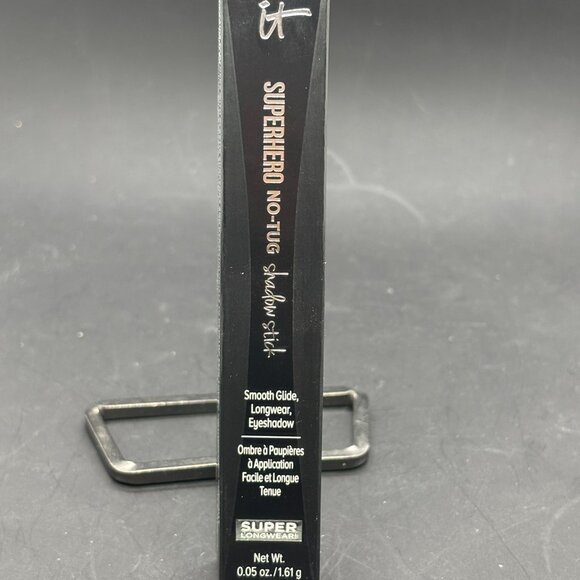 it
SUPERHERO NO-TUG shadow stick
Smooth Glide,
Longwear,
Eyeshadow
Ombre à Paupières
à Application
Facile et Longue
Tenue
SUPER
LONGWEAR!
Net Wt.
0.05 oz./1.61 g